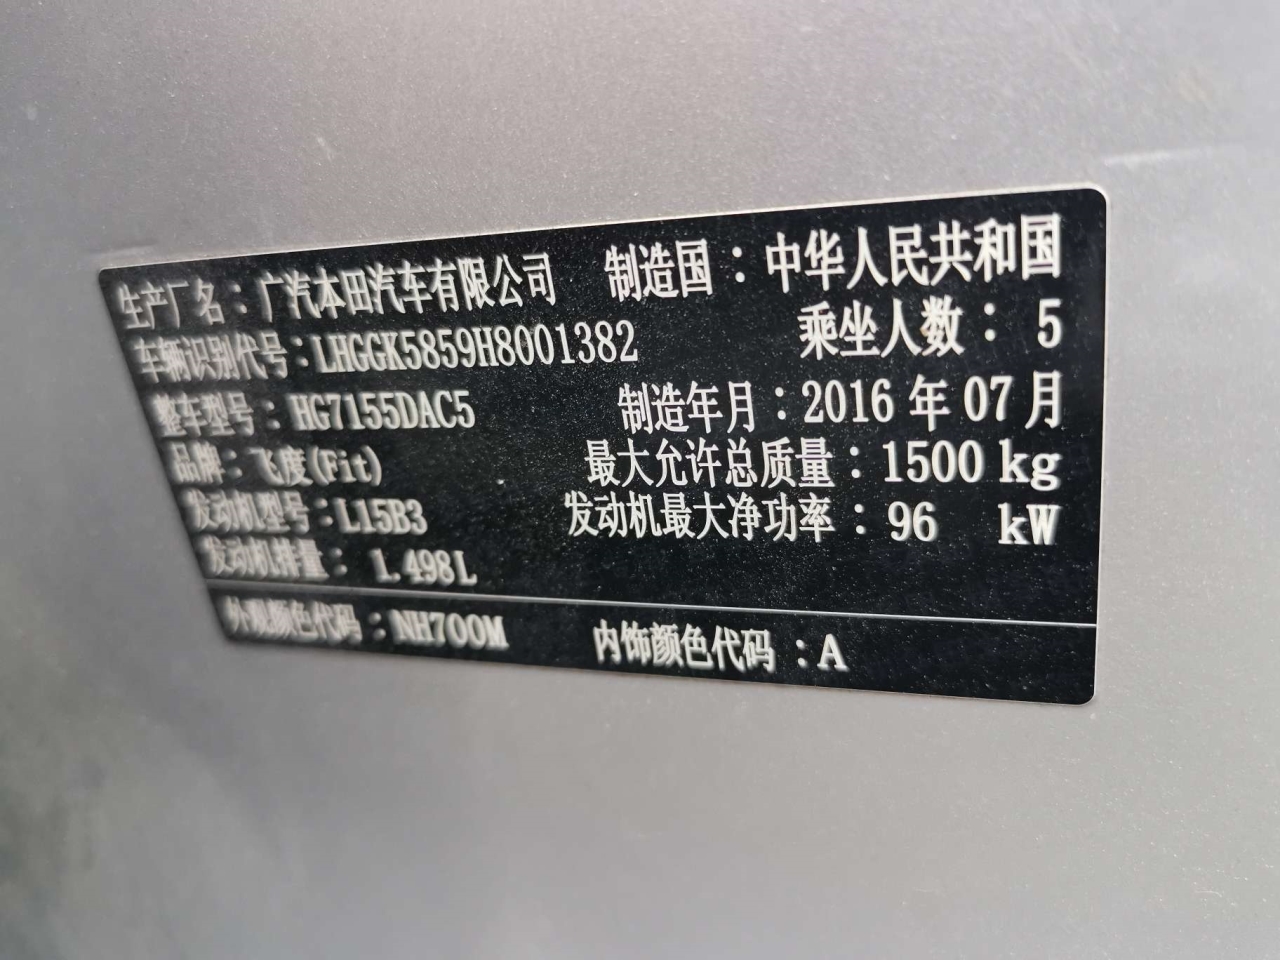 生产厂名：广汽本田汽车有限公司 制造国：中华人民共和国
车辆识别代号：LHGGK5859H8001382 乘坐人数：5
整车型号：HG7155DAC5 制造年月：2016 年 07 月
品牌：飞度(Fit) 最大允许总质量：1500 kg
发动机型号：L15B3 发动机最大净功率：96 kW
发动机排量：1.498L
外观颜色代码：NH700M 内饰颜色代码：A